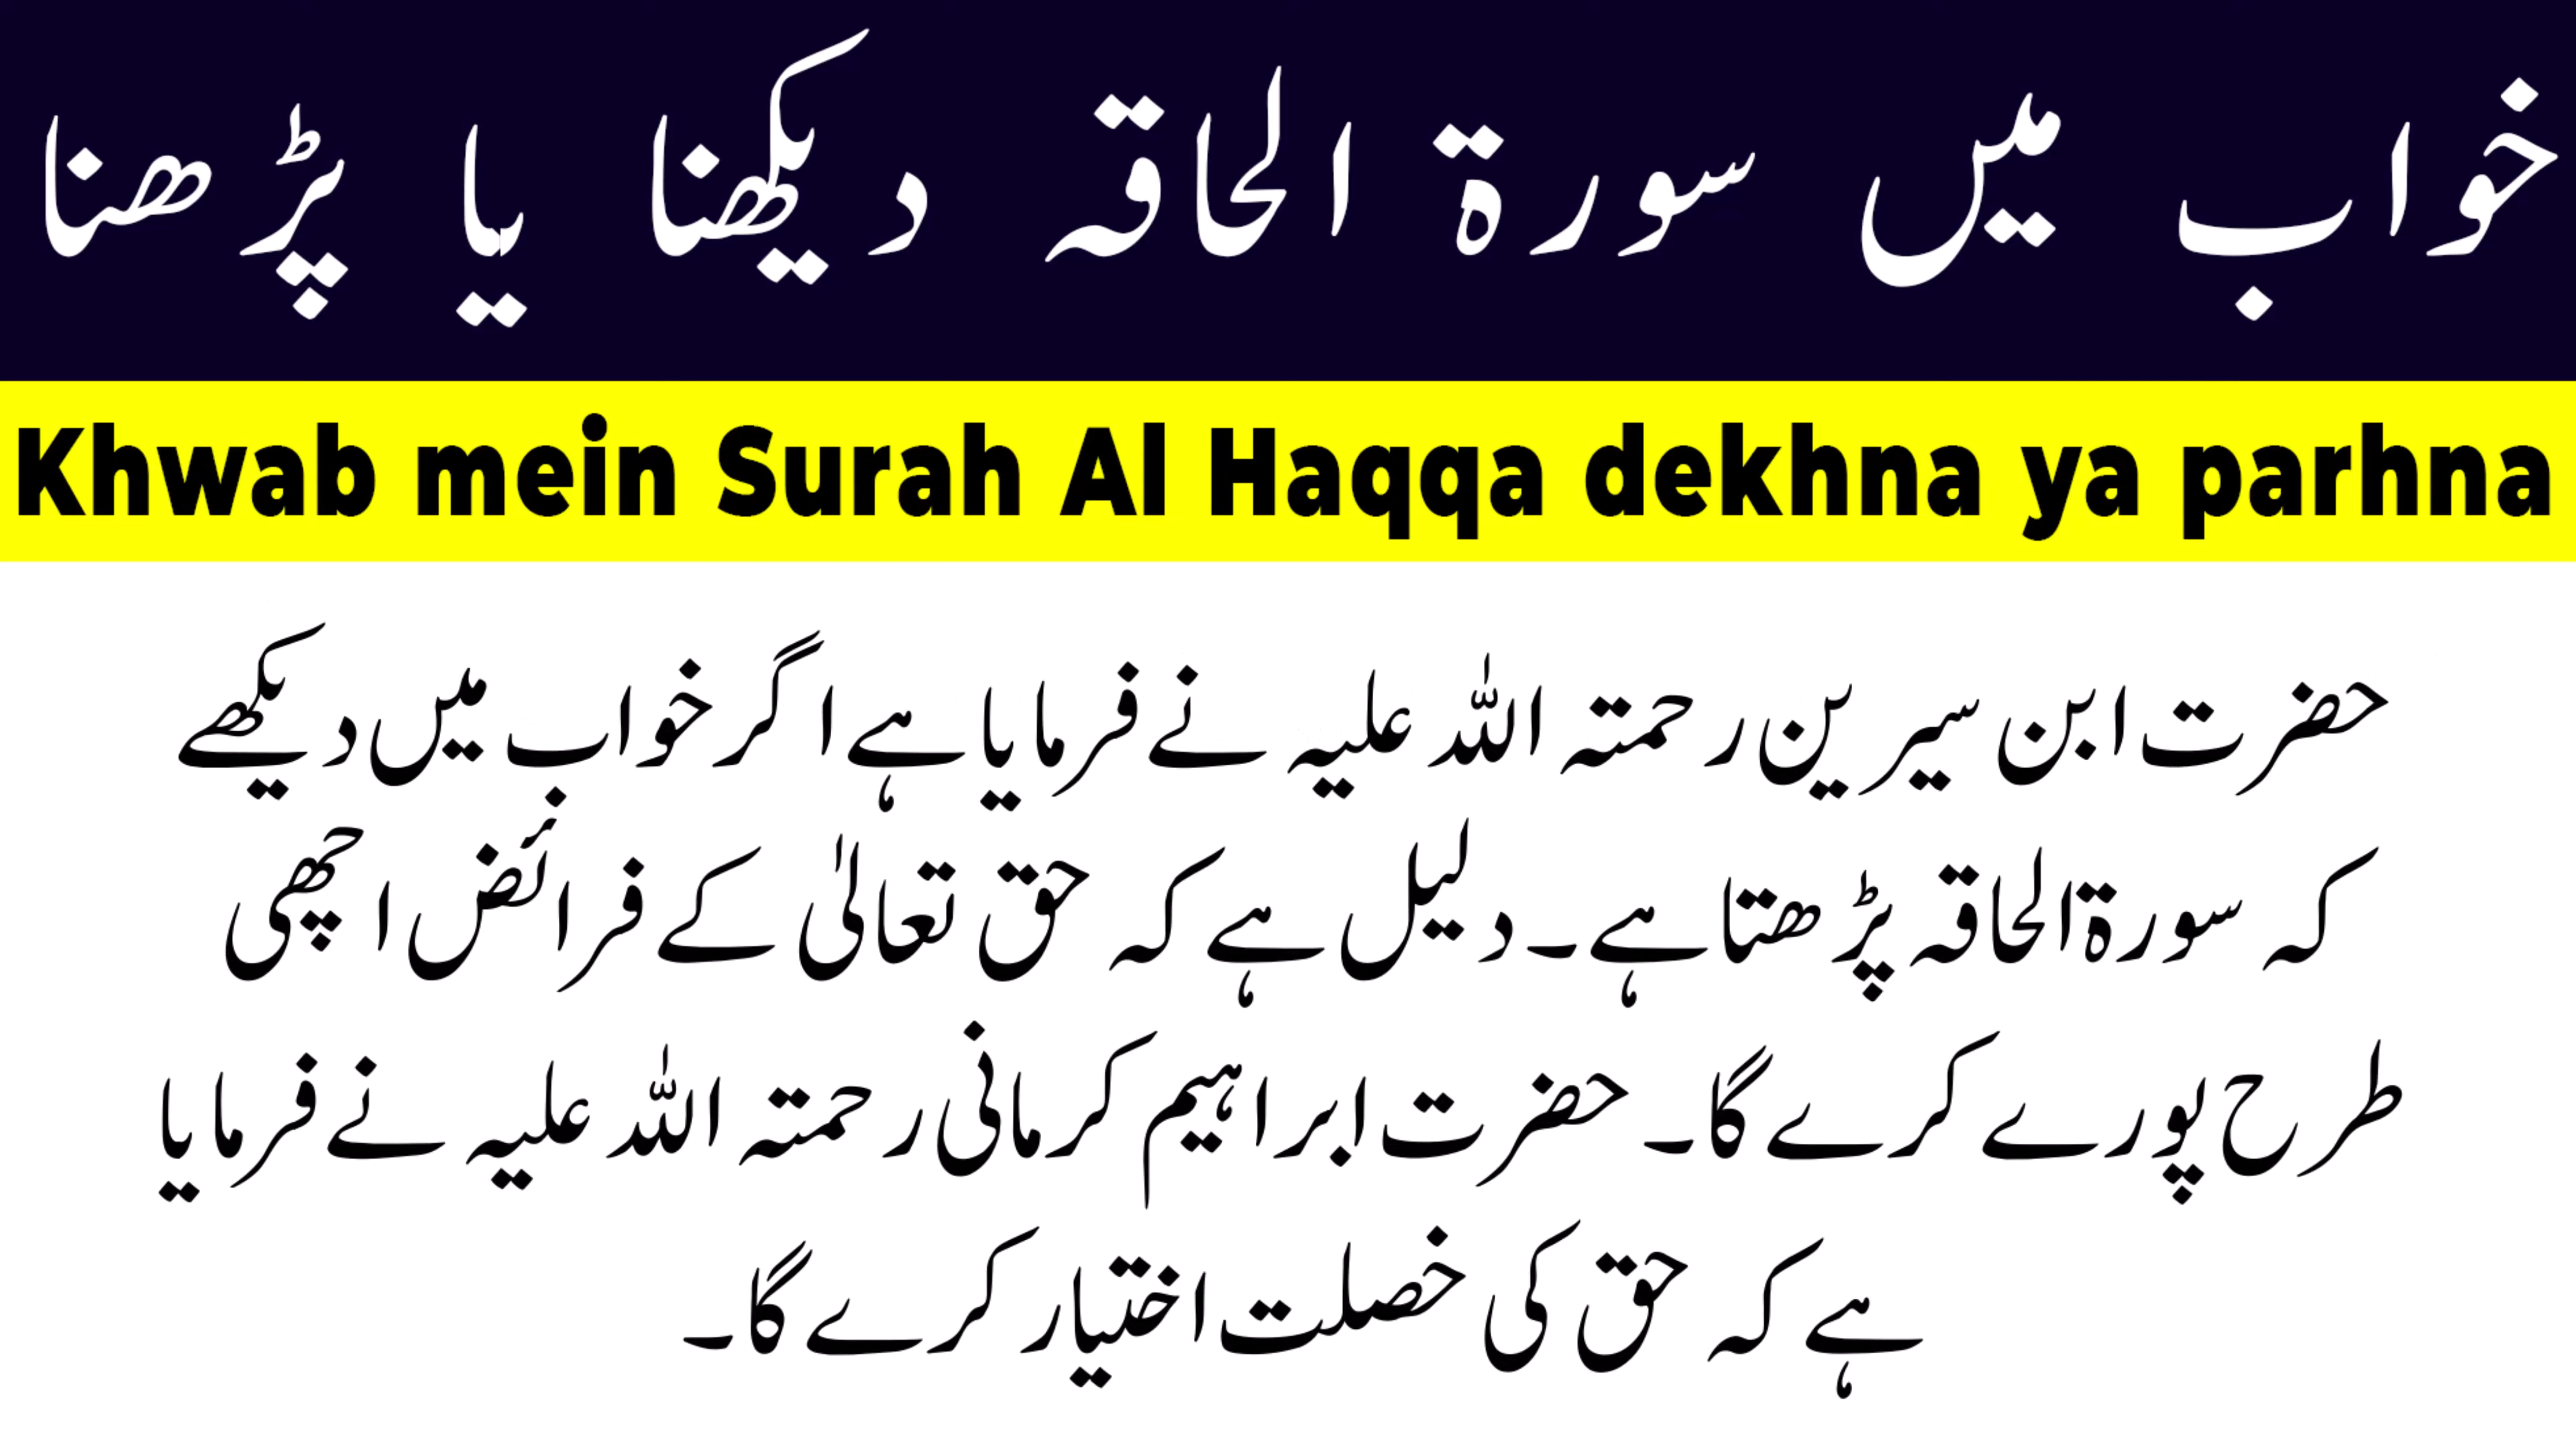 خواب میں سورۃ الحاقہ دیکھنا یا پڑھنا
Khwab mein Surah Al Haqqa dekhna ya parhna
حضرت ابن سیرین رحمتہ اللہ علیہ نے فرمایا ہے اگر خواب میں دیکھے
کہ سورۃ الحاقہ پڑھتا ہے۔ دلیل ہے کہ حق تعالیٰ کے فرائض اچھی
طرح پورے کرے گا۔ حضرت ابراہیم کرمانی رحمتہ اللہ علیہ نے فرمایا
ہے کہ حق کی خصلت اختیار کرے گا۔